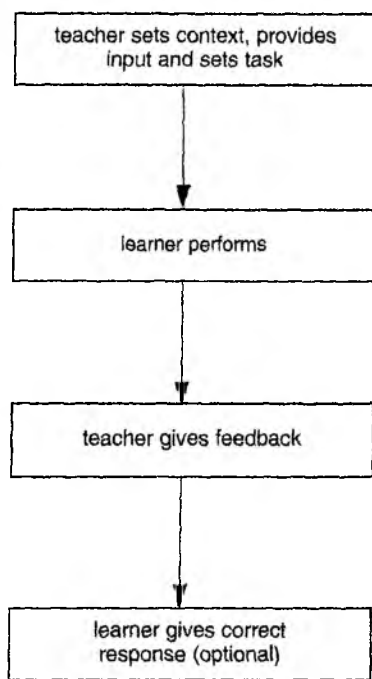 teacher sets context, provides
input and sets task
learner performs
teacher gives feedback
learner gives correct
response (optional)